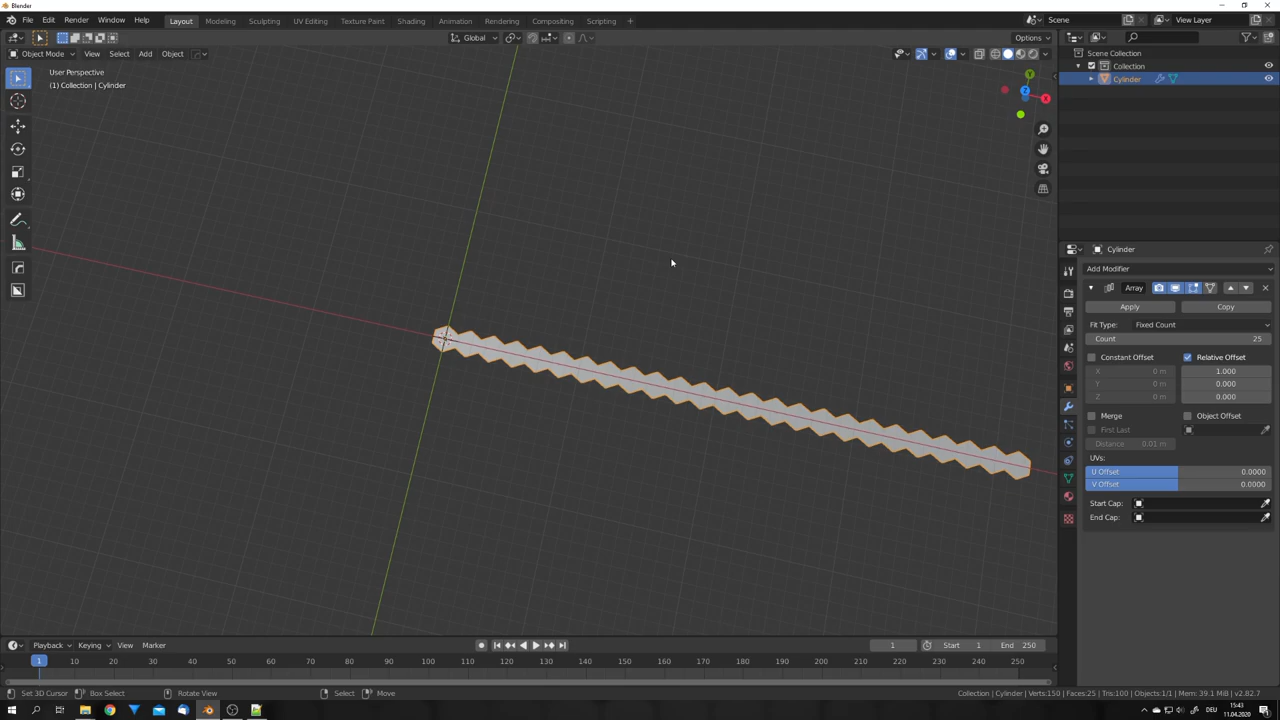 Blender
File Edit Render Window Help Layout Modeling Sculpting UV Editing Texture Paint Shading Animation Rendering Compositing Scripting + Scene View Layer
Global Options
Object Mode View Select Add Object
User Perspective
(1) Collection | Cylinder
Scene Collection
Collection
Cylinder
Y
Z
X
Cylinder
Add Modifier
Array
Apply Copy
Fit Type: Fixed Count
Count 25
Constant Offset Relative Offset
X 0 m 1.000
Y 0 m 0.000
Z 0 m 0.000
Merge Object Offset
First Last
Distance 0.01 m
UVs:
U Offset 0.0000
V Offset 0.0000
Start Cap:
End Cap:
Playback Keying View Marker 1 Start 1 End 250
1 10 20 30 40 50 60 70 80 90 100 110 120 130 140 150 160 170 180 190 200 210 220 230 240 250
Set 3D Cursor Box Select Rotate View Select Move Collection | Cylinder | Verts:150 | Faces:25 | Tris:100 | Objects:1/1 | Mem: 39.1 MiB | v2.82.7
DEU 15:43
11.04.2020